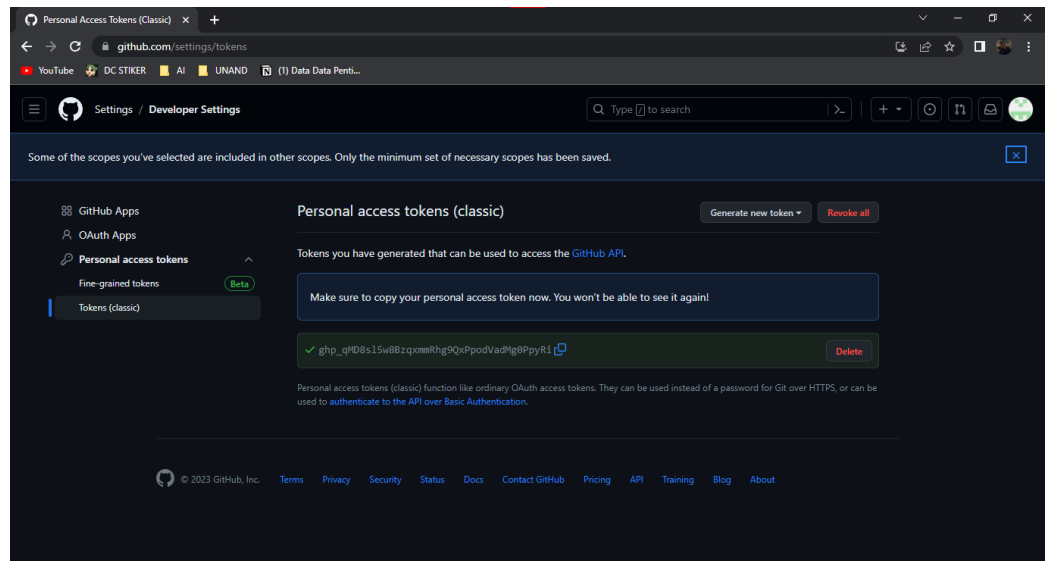 Personal Access Tokens (Classic)
github.com/settings/tokens
YouTube DC STIKER AI UNAND (1) Data Data Penti...
Settings / Developer Settings
Type / to search
Some of the scopes you've selected are included in other scopes. Only the minimum set of necessary scopes has been saved.
GitHub Apps
OAuth Apps
Personal access tokens
Fine-grained tokens Beta
Tokens (classic)
Personal access tokens (classic)
Generate new token
Revoke all
Tokens you have generated that can be used to access the GitHub API.
Make sure to copy your personal access token now. You won't be able to see it again!
Delete
Personal access tokens (classic) function like ordinary OAuth access tokens. They can be used instead of a password for Git over HTTPS, or can be
used to authenticate to the API over Basic Authentication.
© 2023 GitHub, Inc. Terms Privacy Security Status Docs Contact GitHub Pricing API Training Blog About